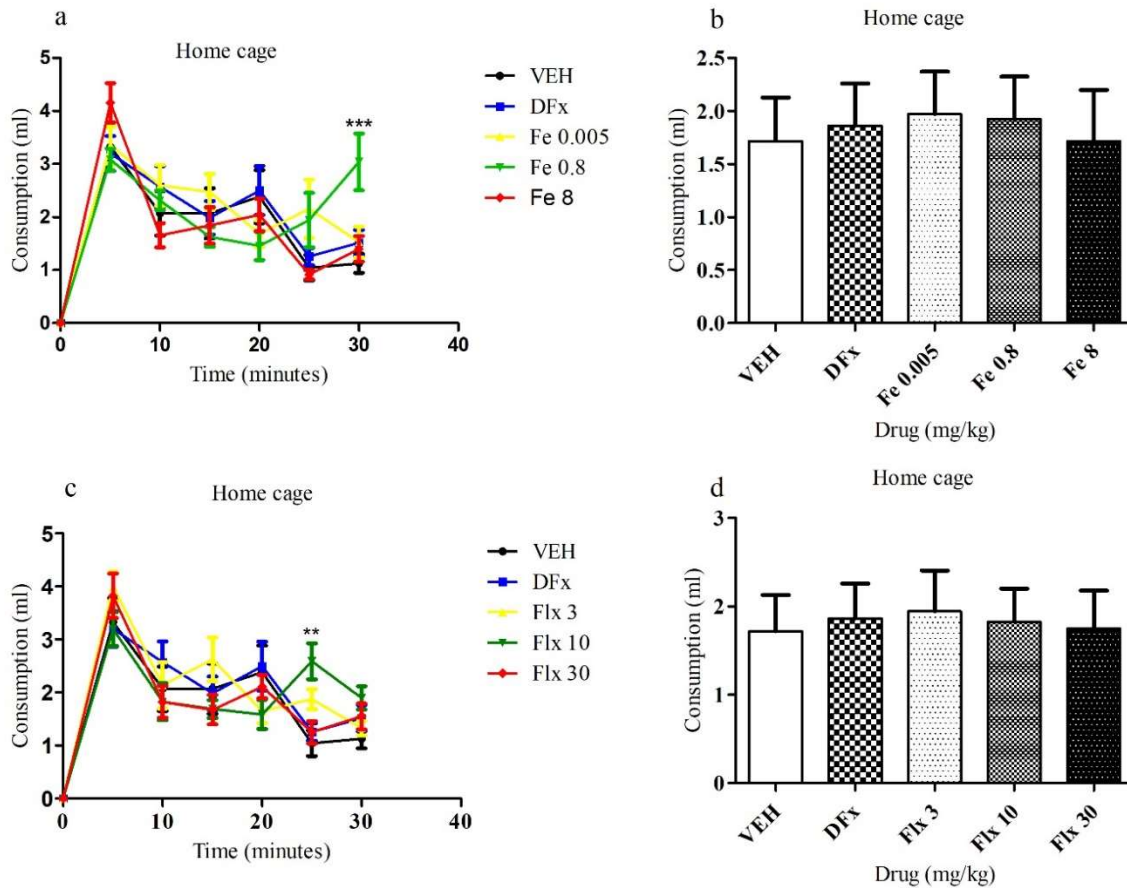 a
Home cage
Consumption (ml)
5
4
3
2
1
0
0
10
20
30
40
Time (minutes)
***
VEH
DFx
Fe 0.005
Fe 0.8
Fe 8
b
Home cage
Consumption (ml)
2.5
2.0
1.5
1.0
0.5
0.0
VEH
DFx
Fe 0.005
Fe 0.8
Fe 8
Drug (mg/kg)
c
Home cage
Consumption (ml)
5
4
3
2
1
0
0
10
20
30
40
Time (minutes)
**
VEH
DFx
Flx 3
Flx 10
Flx 30
d
Home cage
Consumption (ml)
3
2
1
0
VEH
DFx
Flx 3
Flx 10
Flx 30
Drug (mg/kg)